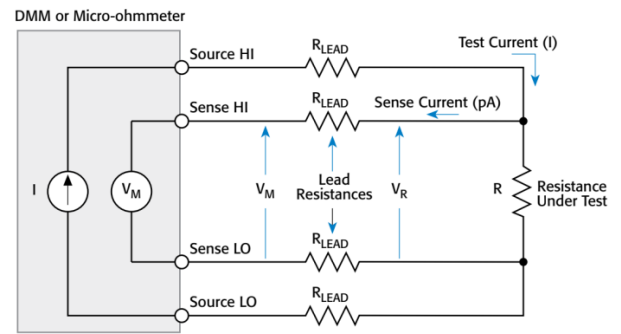 DMM or Micro-ohmmeter
Source HI
RLEAD
Test Current (I)
Sense HI
RLEAD
Sense Current (pA)
I
VM
VM
Lead
Resistances
VR
R
Resistance
Under Test
Sense LO
RLEAD
Source LO
RLEAD